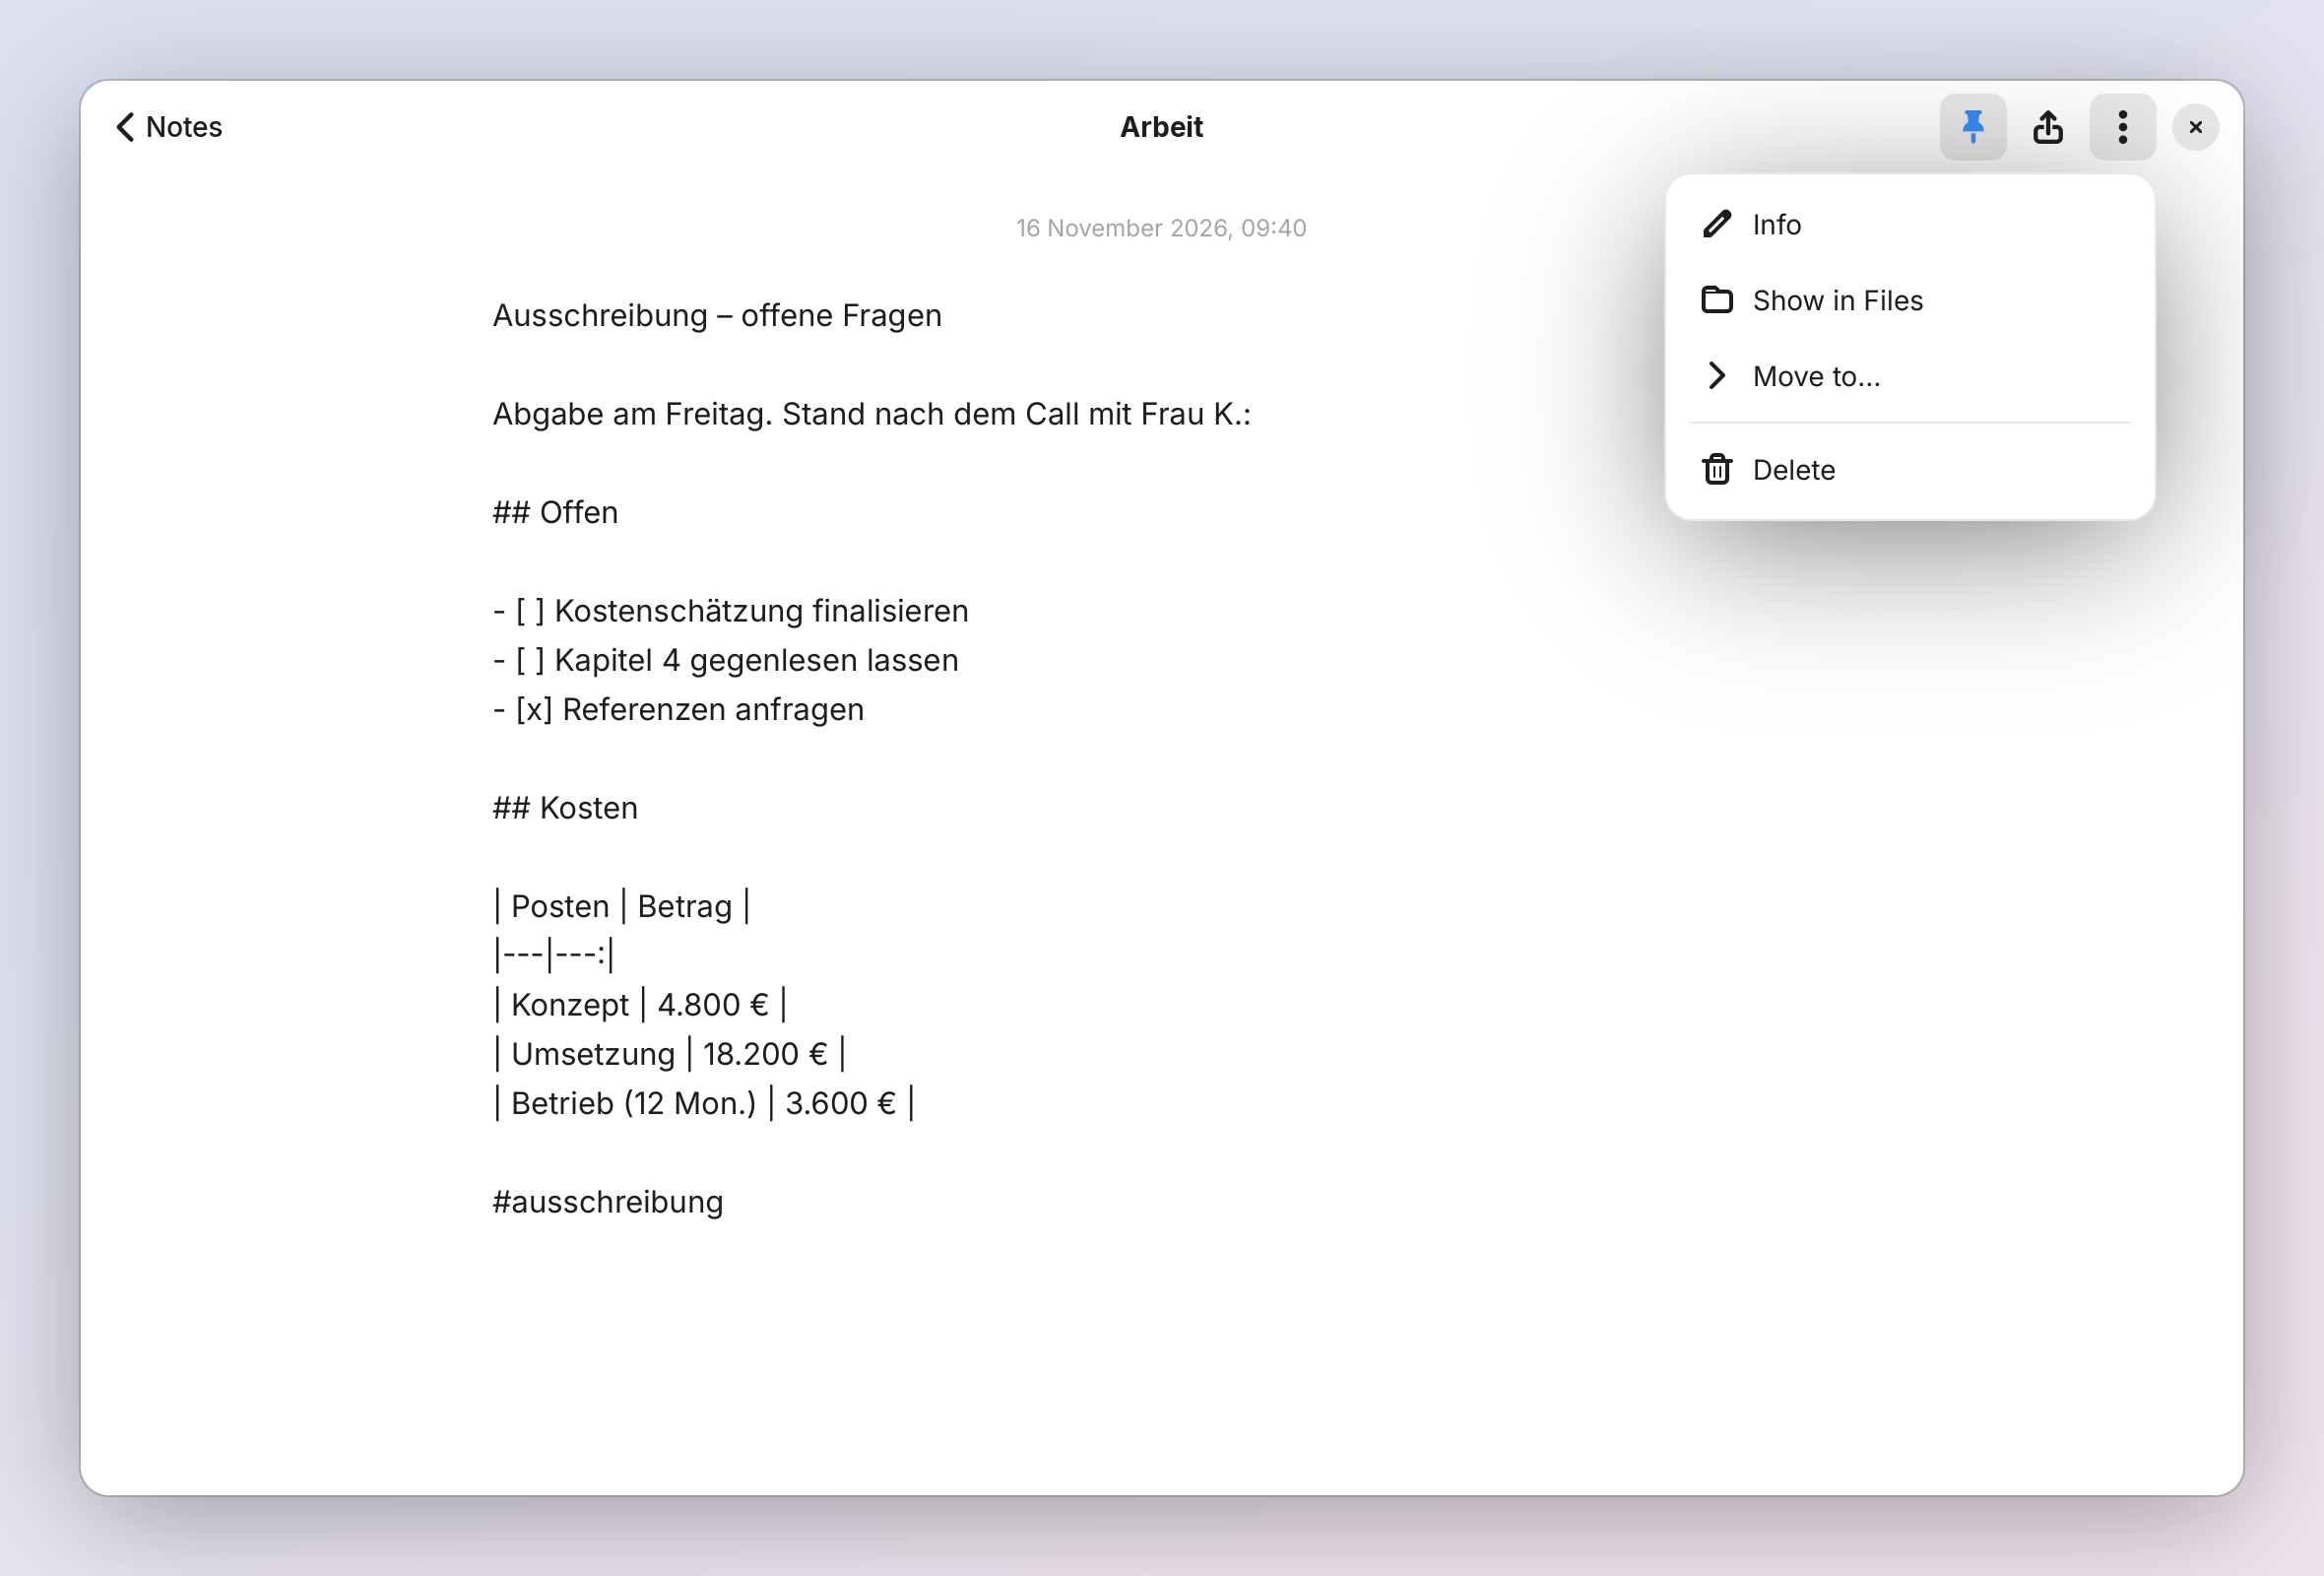 Notes
Arbeit
16 November 2026, 09:40
Info
Show in Files
Move to...
Delete
Ausschreibung – offene Fragen
Abgabe am Freitag. Stand nach dem Call mit Frau K.:
## Offen
- [ ] Kostenschätzung finalisieren
- [ ] Kapitel 4 gegenlesen lassen
- [x] Referenzen anfragen
## Kosten
| Posten | Betrag |
|---|---:|
| Konzept | 4.800 € |
| Umsetzung | 18.200 € |
| Betrieb (12 Mon.) | 3.600 € |
#ausschreibung